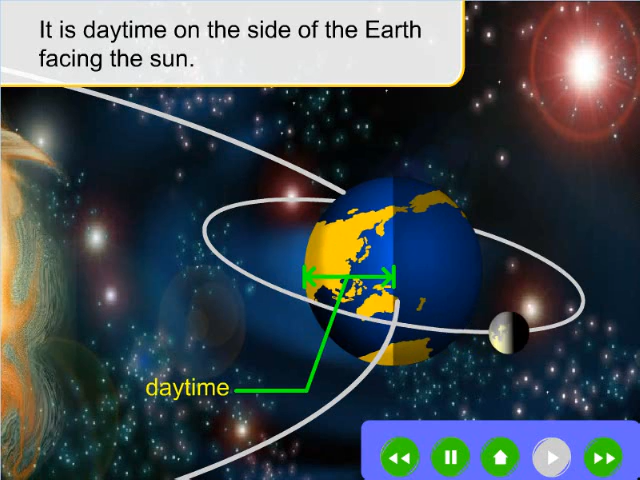 It is daytime on the side of the Earth
facing the sun.
daytime